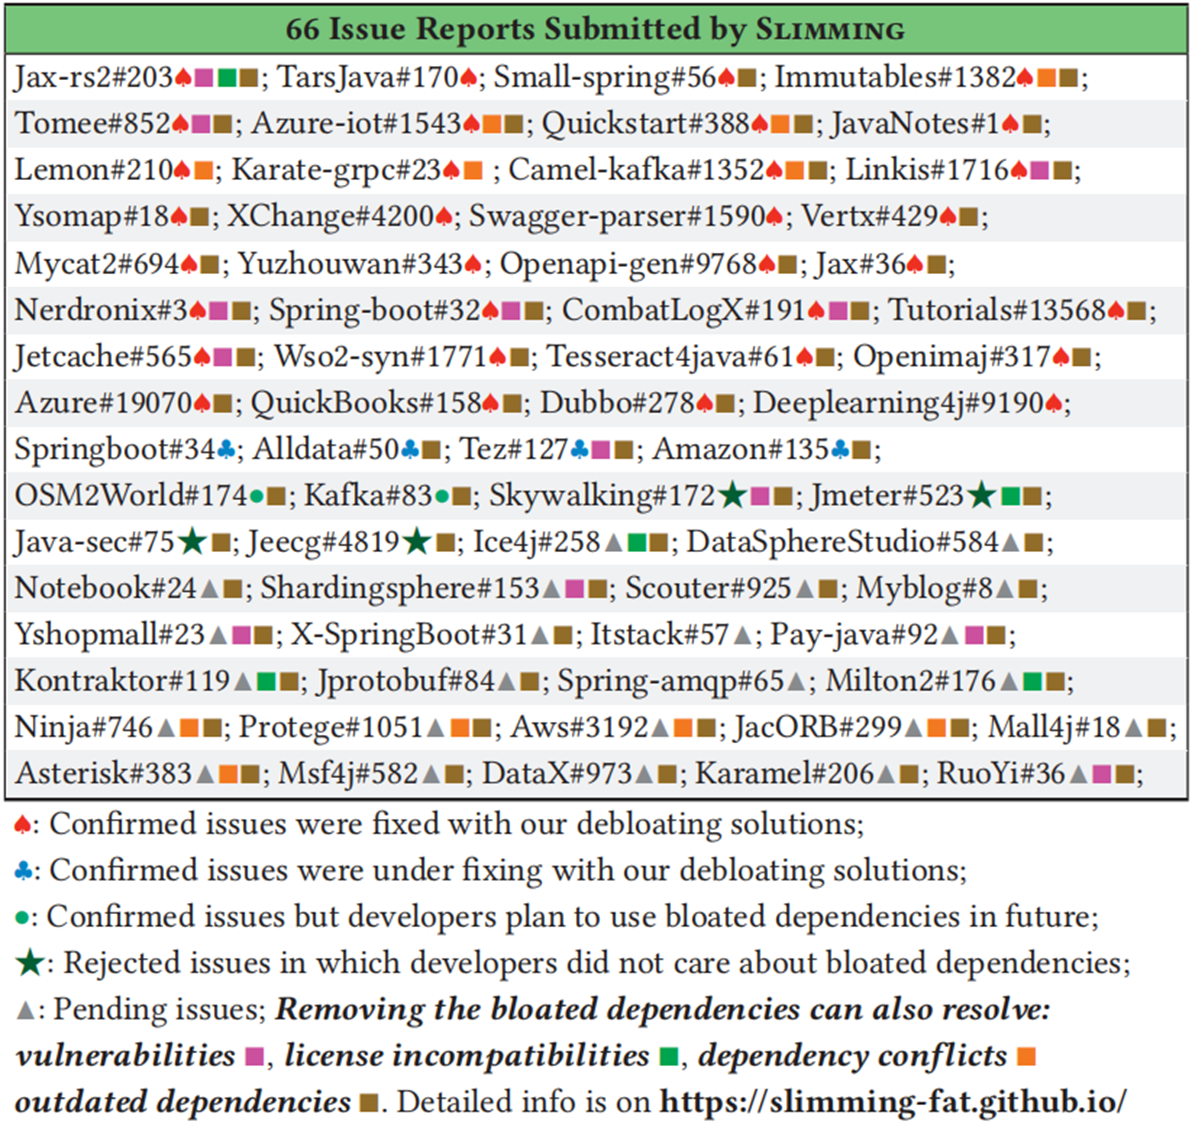 66 Issue Reports Submitted by SLIMMING
Jax-rs2#203♠■■■; TarsJava#170♠; Small-spring#56♠■; Immutables#1382♠■■;
Tomee#852♠■■; Azure-iot#1543♠■■; Quickstart#388♠■■; JavaNotes#1♠■;
Lemon#210♠■; Karate-grpc#23♠■ ; Camel-kafka#1352♠■■; Linkis#1716♠■■;
Ysomap#18♠■; XChange#4200♠; Swagger-parser#1590♠; Vertx#429♠■;
Mycat2#694♠■; Yuzhouwan#343♠; Openapi-gen#9768♠■; Jax#36♠■;
Nerdronix#3♠■■; Spring-boot#32♠■■; CombatLogX#191♠■■; Tutorials#13568♠■;
Jetcache#565♠■■; Wso2-syn#1771♠■; Tesseract4java#61♠■; Openimaj#317♠■;
Azure#19070♠■; QuickBooks#158♠■; Dubbo#278♠■; Deeplearning4j#9190♠;
Springboot#34♣; Alldata#50♣■; Tez#127♣■■; Amazon#135♣■;
OSM2World#174●■; Kafka#83●■; Skywalking#172★■■; Jmeter#523★■■;
Java-sec#75★■; Jeecg#4819★■; Ice4j#258▲■■; DataSphereStudio#584▲■;
Notebook#24▲■; Shardingsphere#153▲■■; Scouter#925▲■; Myblog#8▲■;
Yshopmall#23▲■■; X-SpringBoot#31▲■; Itstack#57▲; Pay-java#92▲■■;
Kontraktor#119▲■■; Jprotobuf#84▲■; Spring-amqp#65▲; Milton2#176▲■■;
Ninja#746▲■■; Protege#1051▲■■; Aws#3192▲■■; JacORB#299▲■■; Mall4j#18▲■;
Asterisk#383▲■■; Msf4j#582▲■; DataX#973▲■; Karamel#206▲■; RuoYi#36▲■■;
♠: Confirmed issues were fixed with our debloating solutions;
♣: Confirmed issues were under fixing with our debloating solutions;
●: Confirmed issues but developers plan to use bloated dependencies in future;
★: Rejected issues in which developers did not care about bloated dependencies;
▲: Pending issues; Removing the bloated dependencies can also resolve:
vulnerabilities ■, license incompatibilities ■, dependency conflicts ■
outdated dependencies ■. Detailed info is on https://slimming-fat.github.io/